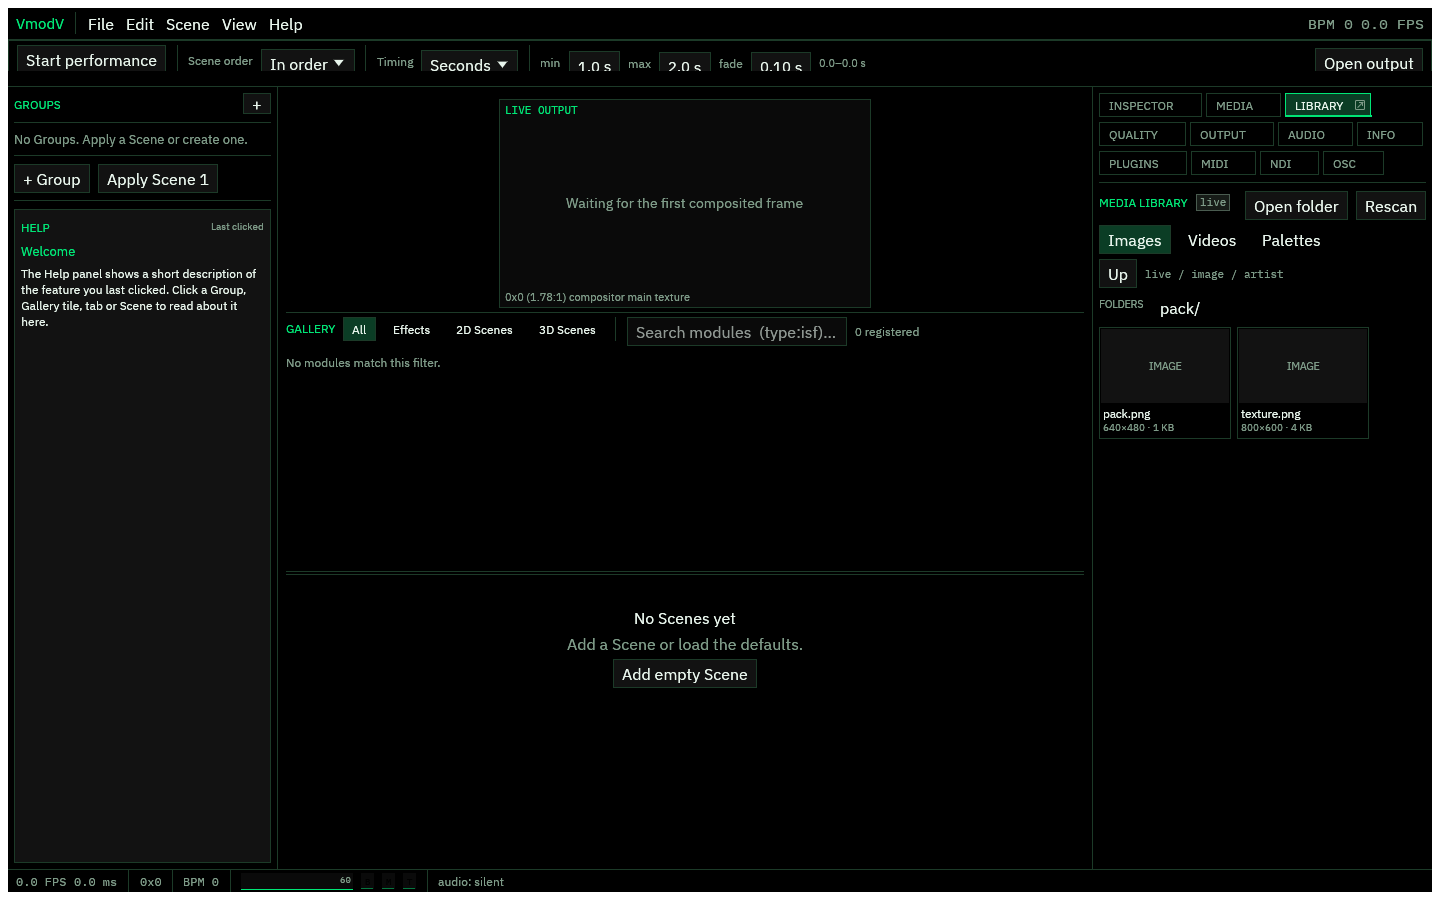 VmodV File Edit Scene View Help BPM 0 0.0 FPS
Start performance Scene order In order Timing Seconds min 1.0 s max 2.0 s fade 0.10 s 0.0–0.0 s Open output
GROUPS +
No Groups. Apply a Scene or create one.
+ Group Apply Scene 1
HELP Last clicked
Welcome
The Help panel shows a short description of
the feature you last clicked. Click a Group,
Gallery tile, tab or Scene to read about it
here.
LIVE OUTPUT
Waiting for the first composited frame
0x0 (1.78:1) compositor main texture
GALLERY All Effects 2D Scenes 3D Scenes Search modules (type:isf)... 0 registered
No modules match this filter.
No Scenes yet
Add a Scene or load the defaults.
Add empty Scene
INSPECTOR MEDIA LIBRARY
QUALITY OUTPUT AUDIO INFO
PLUGINS MIDI NDI OSC
MEDIA LIBRARY live Open folder Rescan
Images Videos Palettes
Up live / image / artist
FOLDERS pack/
IMAGE IMAGE
pack.png texture.png
640×480 · 1 KB 800×600 · 4 KB
0.0 FPS 0.0 ms 0x0 BPM 0 60 audio: silent